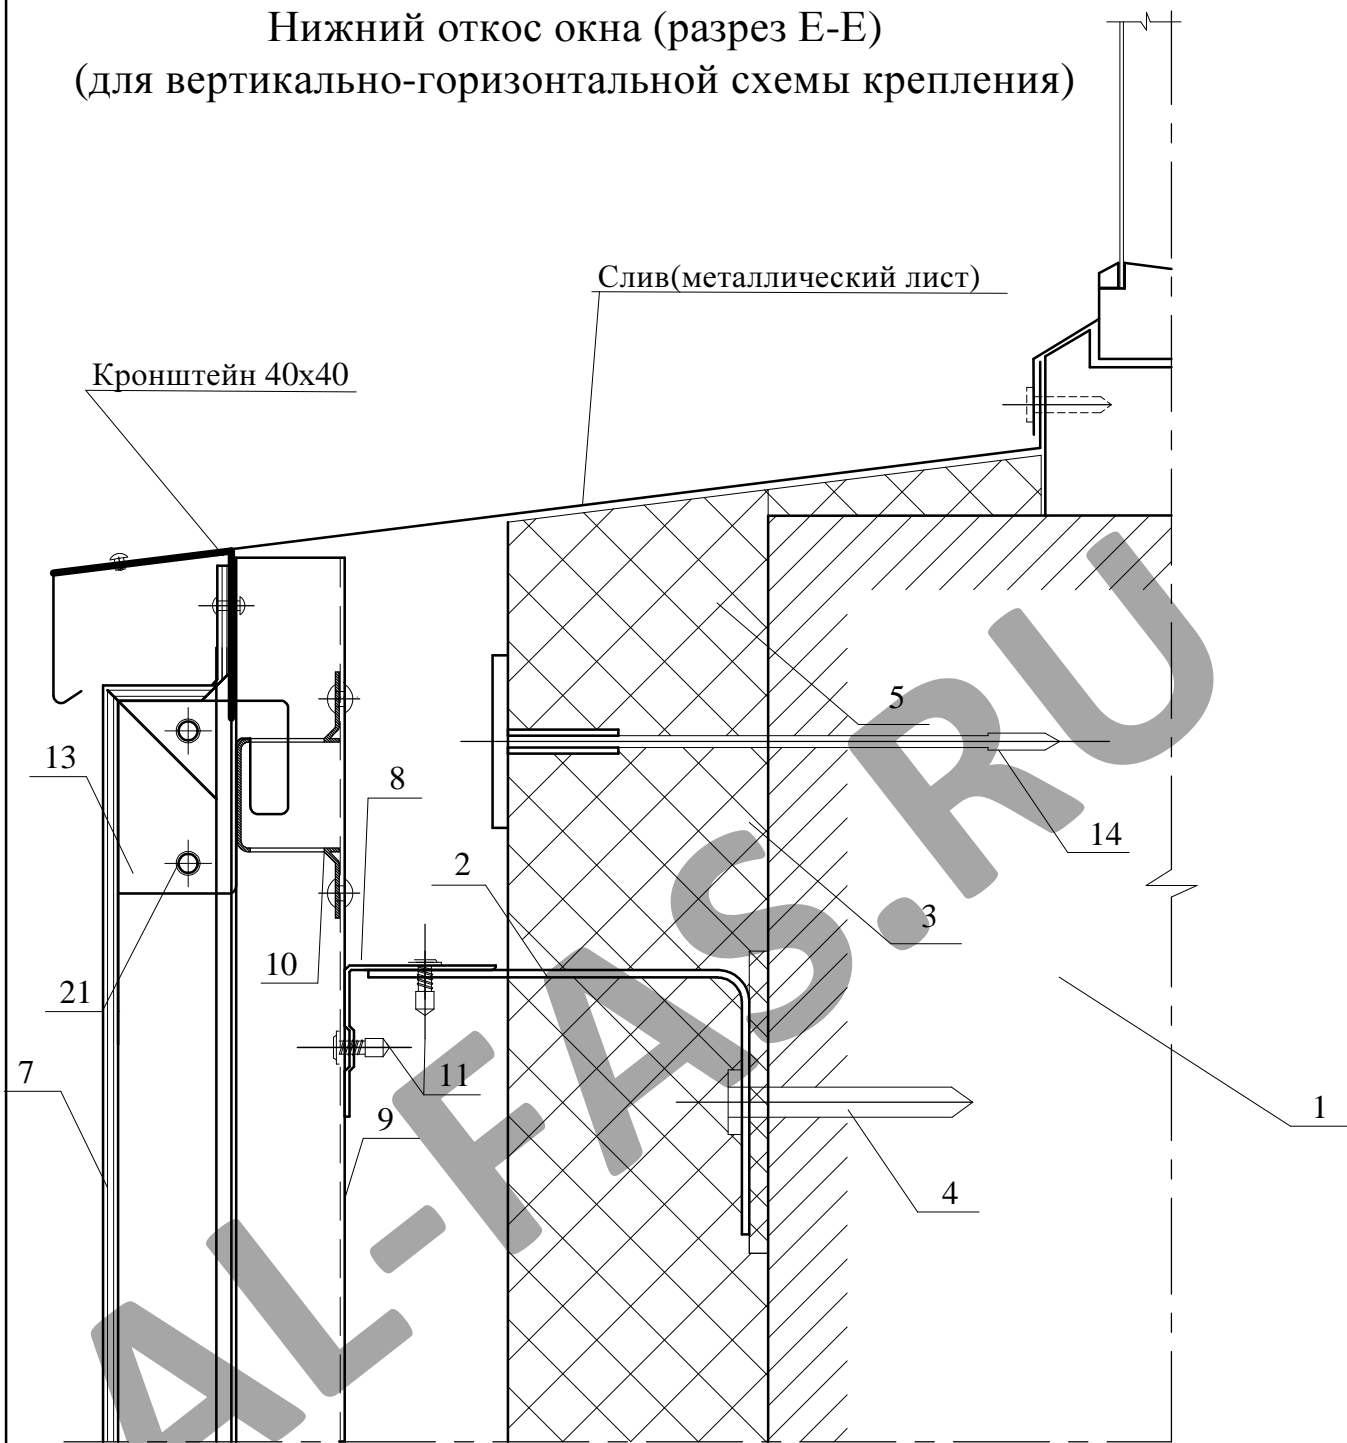 Нижний откос окна (разрез Е-Е)
(для вертикально-горизонтальной схемы крепления)
Слив(металлический лист)
Кронштейн 40х40
5
13
8
14
2
3
10
21
7
11
9
1
4
AL-FAS.RU